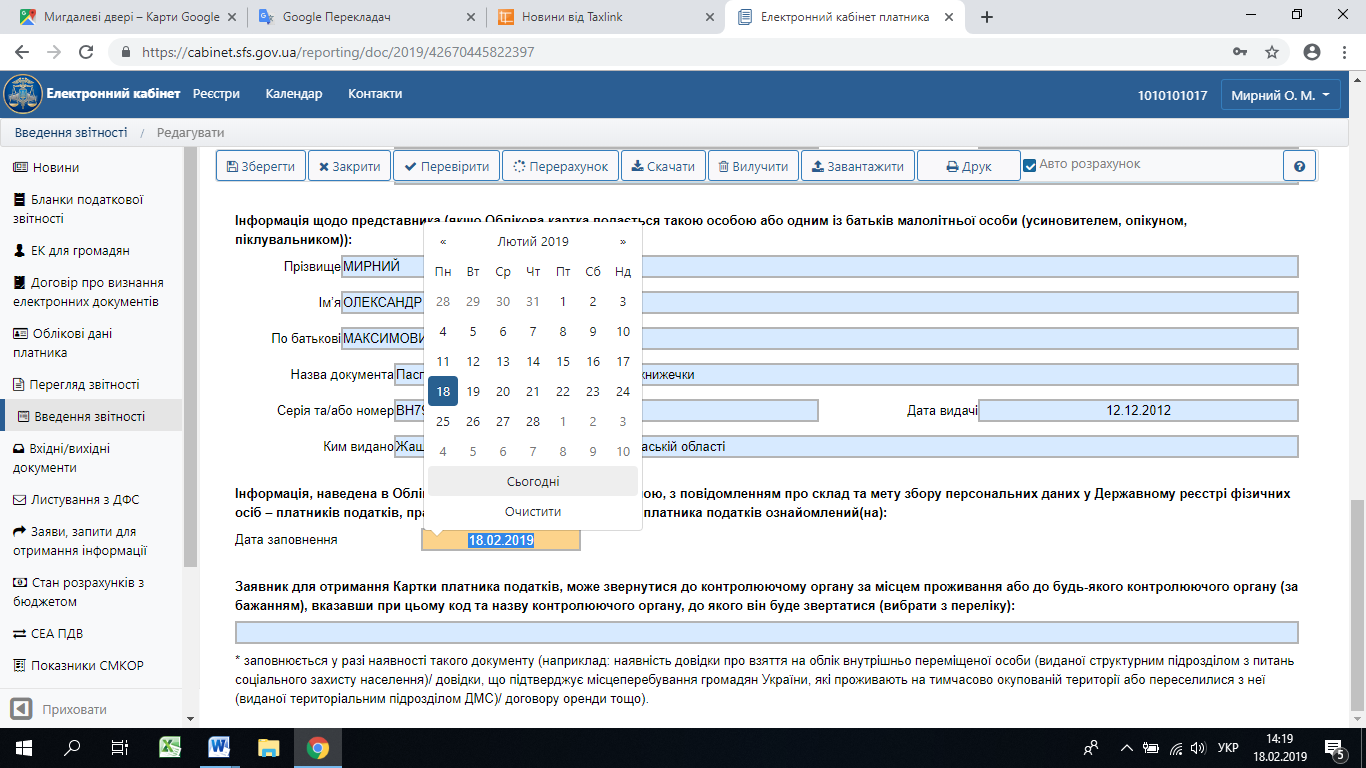 Мигдалеві двері – Карти Google
Google Перекладач
Новини від Taxlink
Електронний кабінет платника
https://cabinet.sfs.gov.ua/reporting/doc/2019/42670445822397
Електронний кабінет Реєстри Календар Контакти
1010101017 Мирний О. М.
Введення звітності / Редагувати
Новини
Бланки податкової
звітності
ЕК для громадян
Договір про визнання
електронних документів
Облікові дані
платника
Перегляд звітності
Введення звітності
Вхідні/вихідні
документи
Листування з ДФС
Заяви, запити для
отримання інформації
Стан розрахунків з
бюджетом
СЕА ПДВ
Показники СМКОР
Приховати
Зберегти Закрити Перевірити Перерахунок Скачати Вилучити Завантажити Друк Авто розрахунок ?
Інформація щодо представника (якщо Облікова картка подається такою особою або одним із батьків малолітньої особи (усиновителем, опікуном,
піклувальником)):
Прізвище МИРНИЙ
Ім'я ОЛЕКСАНДР
По батькові МАКСИМОВИ
Назва документа Пасп книжечки
Серія та/або номер ВН79 Дата видачі 12.12.2012
Ким видано Жаш аській області
« Лютий 2019 »
Пн Вт Ср Чт Пт Сб Нд
28 29 30 31 1 2 3
4 5 6 7 8 9 10
11 12 13 14 15 16 17
18 19 20 21 22 23 24
25 26 27 28 1 2 3
4 5 6 7 8 9 10
Сьогодні
Очистити
Інформація, наведена в Облі ною, з повідомленням про склад та мету збору персональних даних у Державному реєстрі фізичних
осіб – платників податків, пра платника податків ознайомлений(на):
Дата заповнення 18.02.2019
Заявник для отримання Картки платника податків, може звернутися до контролюючому органу за місцем проживання або до будь-якого контролюючого органу (за
бажанням), вказавши при цьому код та назву контролюючого органу, до якого він буде звертатися (вибрати з переліку):
* заповнюється у разі наявності такого документу (наприклад: наявність довідки про взяття на облік внутрішньо переміщеної особи (виданої структурним підрозділом з питань
соціального захисту населення)/ довідки, що підтверджує місцеперебування громадян України, які проживають на тимчасово окупованій території або переселилися з неї
(виданої територіальним підрозділом ДМС)/ договору оренди тощо).
УКР
14:19
18.02.2019
5